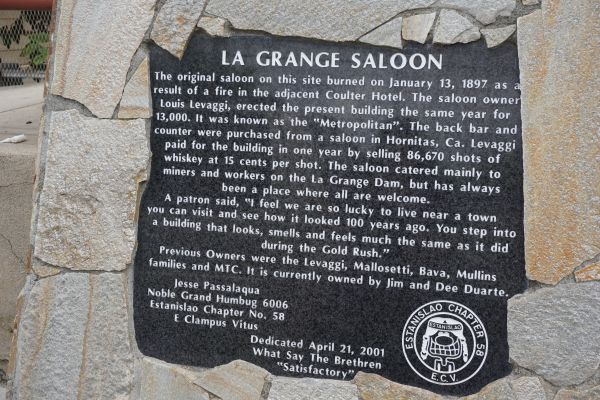 LA GRANGE SALOON
The original saloon on this site burned on January 13, 1897 as a
result of a fire in the adjacent Coulter Hotel. The saloon owner
Louis Levaggi, erected the present building the same year for
13,000. It was known as the "Metropolitan". The back bar and
counter were purchased from a saloon in Hornitas, Ca. Levaggi
paid for the building in one year by selling 86,670 shots of
whiskey at 15 cents per shot. The saloon catered mainly to
miners and workers on the La Grange Dam, but has always
been a place where all are welcome.
A patron said, "I feel we are so lucky to live near a town
you can visit and see how it looked 100 years ago. You step into
a building that looks, smells and feels much the same as it did
during the Gold Rush."
Previous Owners were the Levaggi, Mallosetti, Bava, Mullins
families and MTC. It is currently owned by Jim and Dee Duarte.
Jesse Passalaqua
Noble Grand Humbug 6006
Estanislao Chapter No. 58
E Clampus Vitus
Dedicated April 21, 2001
What Say The Brethren
"Satisfactory"
ESTANISLAO CHAPTER 58
ESTANISLAO
E.C.V.